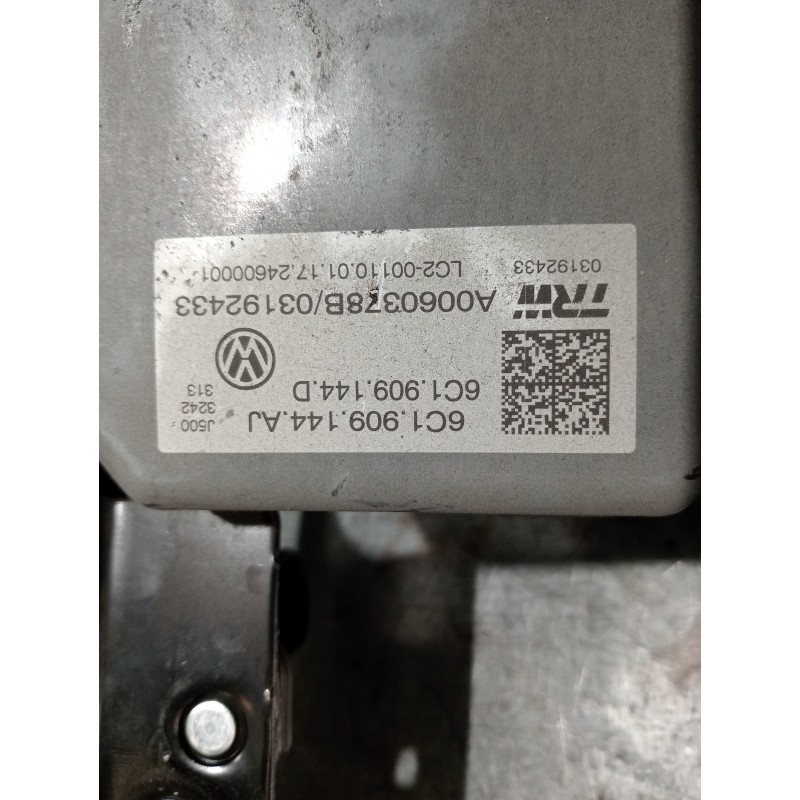 6C1.909.144.AJ
6C1.909.144.D
J500
3242
313
A0060378B/03192433
TRW
LC2-00110.01.17.24600001
03192433